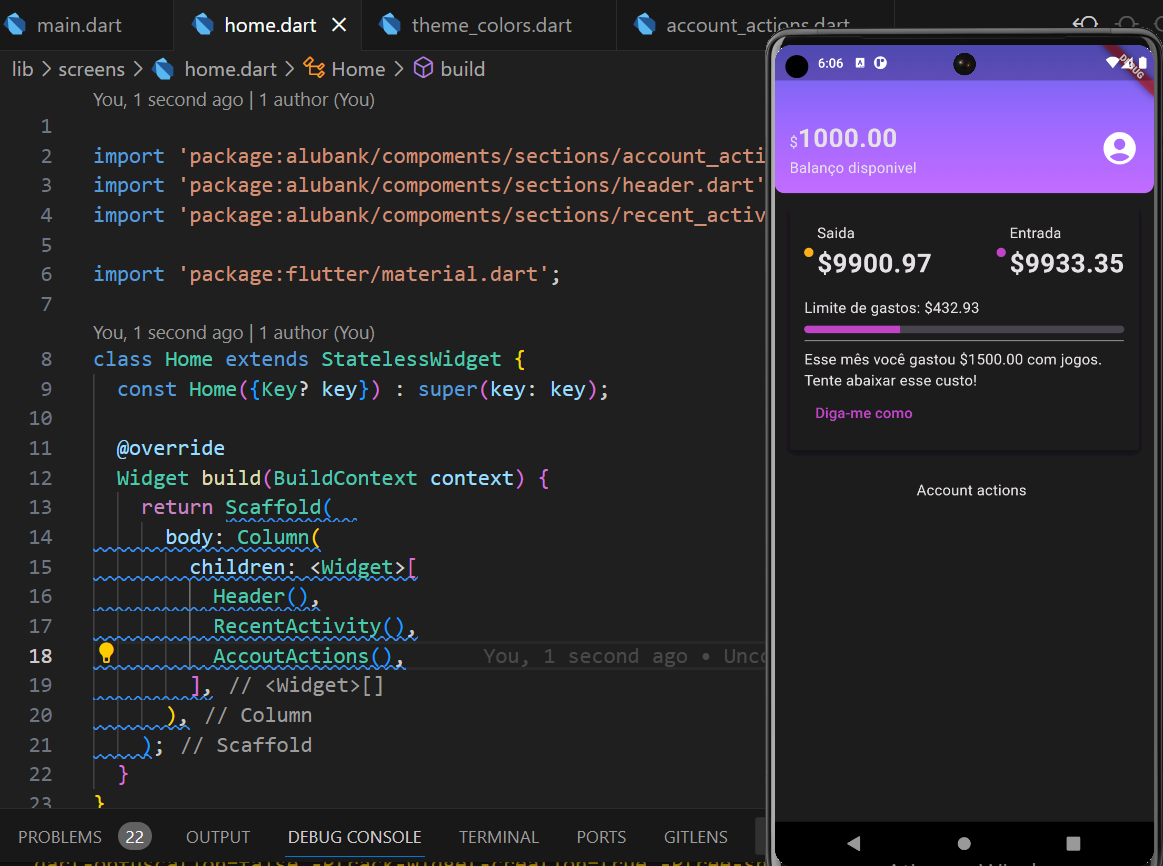 main.dart
home.dart
theme_colors.dart
account_actions.dart
lib > screens > home.dart > Home > build
You, 1 second ago | 1 author (You)
1
2 import 'package:alubank/compoments/sections/account_acti
3 import 'package:alubank/compoments/sections/header.dart'
4 import 'package:alubank/compoments/sections/recent_activ
5
6 import 'package:flutter/material.dart';
7
You, 1 second ago | 1 author (You)
8 class Home extends StatelessWidget {
9 const Home({Key? key}) : super(key: key);
10
11 @override
12 Widget build(BuildContext context) {
13 return Scaffold(
14 body: Column(
15 children: <Widget>[
16 Header(),
17 RecentActivity(),
18 AccoutActions(), You, 1 second ago • Unco
19 ], // <Widget>[]
20 ), // Column
21 ); // Scaffold
22 }
23 }
PROBLEMS 22 OUTPUT DEBUG CONSOLE TERMINAL PORTS GITLENS
6:06
DEBUG
$1000.00
Balanço disponivel
Saida
$9900.97
Entrada
$9933.35
Limite de gastos: $432.93
Esse mês você gastou $1500.00 com jogos.
Tente abaixar esse custo!
Diga-me como
Account actions